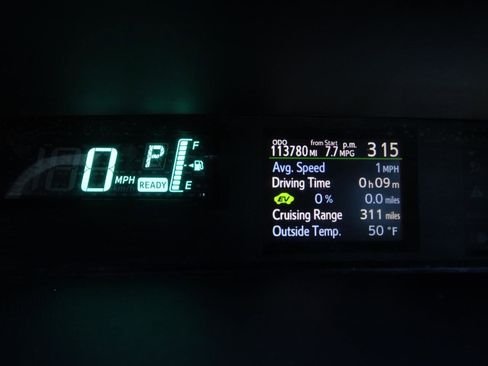 0 MPH
P
READY
F
E
ODO from Start p.m.
113780 MI 7.7 MPG 3 15
Avg. Speed 1 MPH
Driving Time 0 h 09 m
EV 0 % 0.0 miles
Cruising Range 311 miles
Outside Temp. 50 °F